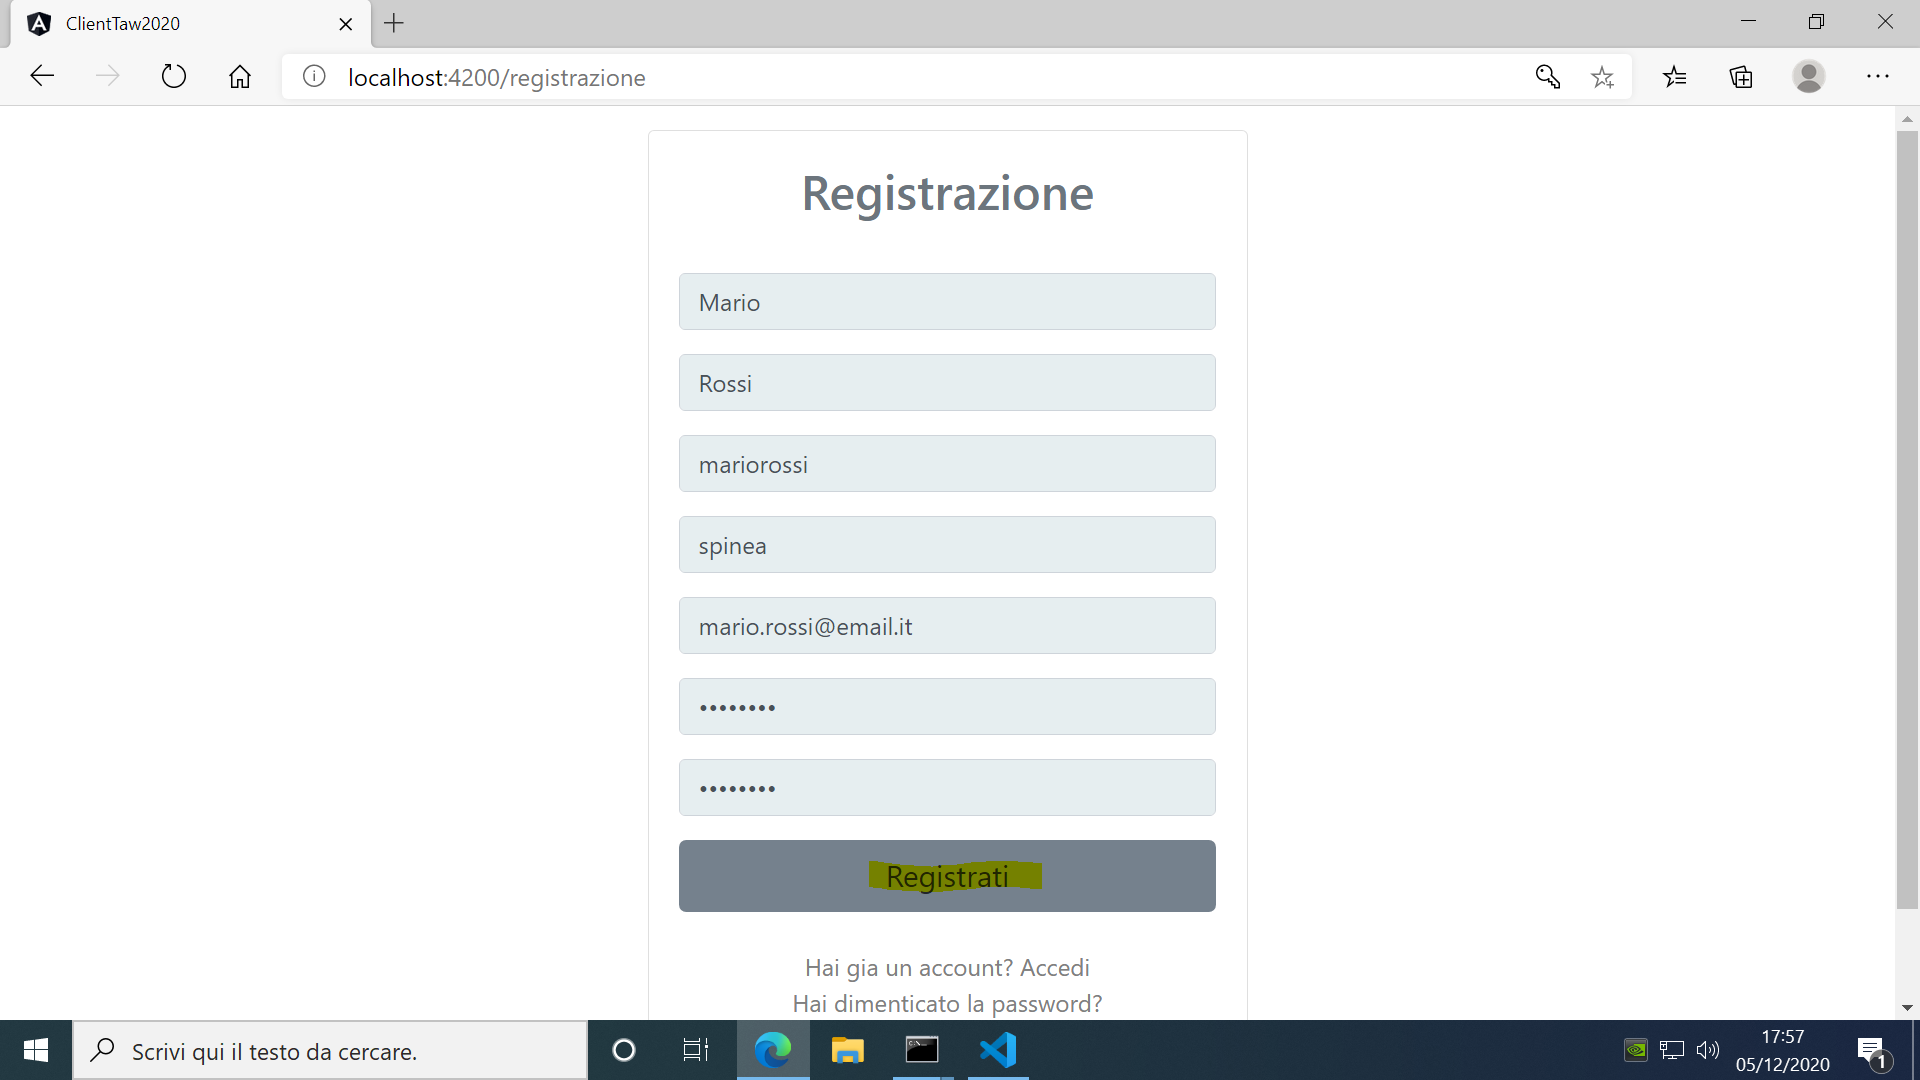 ClientTaw2020
localhost:4200/registrazione
Registrazione
Mario
Rossi
mariorossi
spinea
mario.rossi@email.it
••••••••
••••••••
Registrati
Hai gia un account? Accedi
Hai dimenticato la password?
Scrivi qui il testo da cercare.
17:57
05/12/2020
1